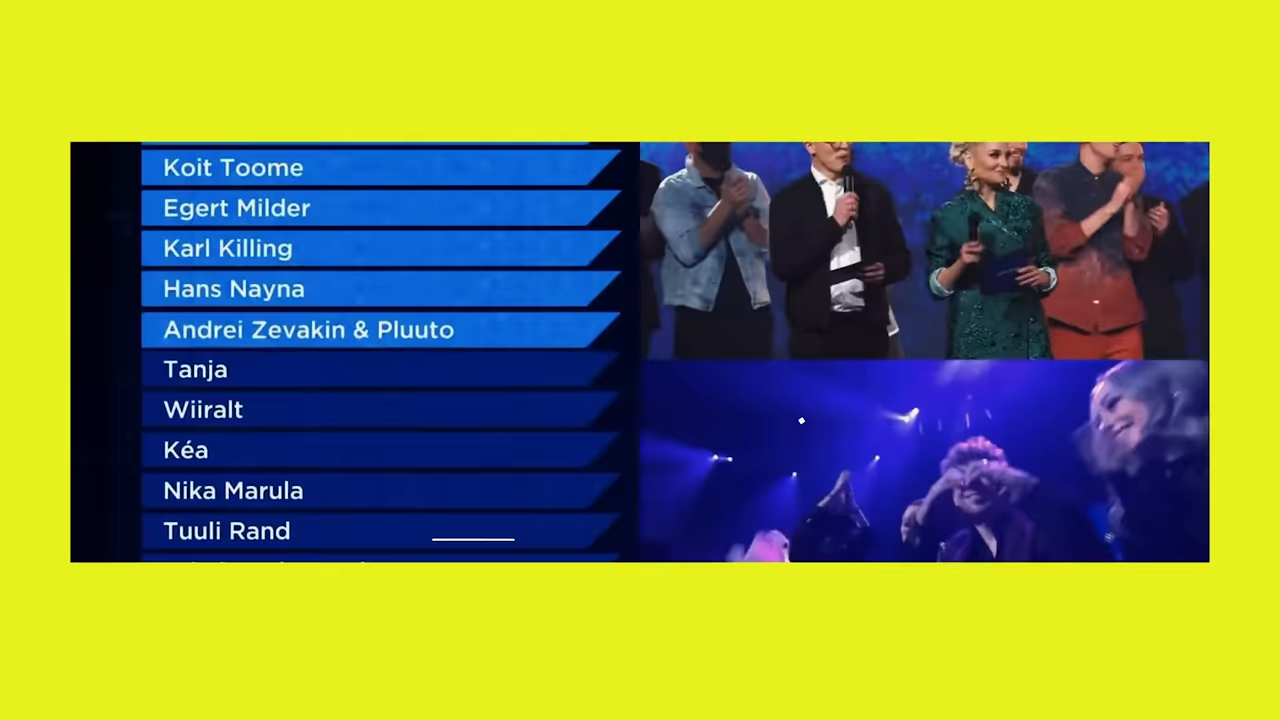 Koit Toome
Egert Milder
Karl Killing
Hans Nayna
Andrei Zevakin & Pluuto
Tanja
Wiiralt
Kéa
Nika Marula
Tuuli Rand